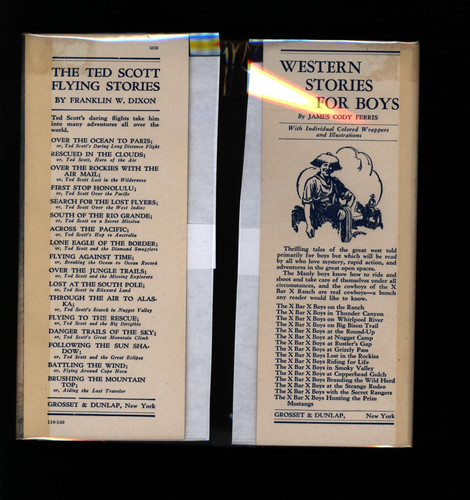 THE TED SCOTT
FLYING STORIES
BY FRANKLIN W. DIXON
Ted Scott's daring flights take him
into many adventures all over the
world.
OVER THE OCEAN TO PARIS;
or, Ted Scott's Daring Long Distance Flight
RESCUED IN THE CLOUDS;
or, Ted Scott, Hero of the Air
OVER THE ROCKIES WITH THE
AIR MAIL;
or, Ted Scott Lost in the Wilderness
FIRST STOP HONOLULU;
or, Ted Scott Over the Pacific
SEARCH FOR THE LOST FLYERS;
or, Ted Scott Over the West Indies
SOUTH OF THE RIO GRANDE;
or, Ted Scott on a Secret Mission
ACROSS THE PACIFIC;
or, Ted Scott's Hop to Australia
LONE EAGLE OF THE BORDER;
or, Ted Scott and the Diamond Smugglers
FLYING AGAINST TIME;
or, Breaking the Ocean to Ocean Record
OVER THE JUNGLE TRAILS;
or, Ted Scott and the Missing Explorers
LOST AT THE SOUTH POLE;
or, Ted Scott in Blizzard Land
THROUGH THE AIR TO ALAS-
KA;
or, Ted Scott's Search in Nugget Valley
FLYING TO THE RESCUE;
or, Ted Scott and the Big Dirigible
DANGER TRAILS OF THE SKY;
or, Ted Scott's Great Mountain Climb
FOLLOWING THE SUN SHA-
DOW;
or, Ted Scott and the Great Eclipse
BATTLING THE WIND;
or, Flying Around Cape Horn
BRUSHING THE MOUNTAIN
TOP;
or, Aiding the Lost Traveler
GROSSET & DUNLAP, New York
WESTERN
STORIES
FOR BOYS
By JAMES CODY FERRIS
With Individual Colored Wrappers
and Illustrations
Thrilling tales of the great west told
primarily for boys but which will be read
by all who love mystery, rapid action, and
adventures in the great open spaces.
The Manly boys know how to ride and
shoot and take care of themselves under all
circumstances, and the cowboys of the X
Bar X Ranch are real cowboys—a bunch
any reader would like to know.
The X Bar X Boys on the Ranch
The X Bar X Boys in Thunder Canyon
The X Bar X Boys on Whirlpool River
The X Bar X Boys on Big Bison Trail
The X Bar X Boys at the Round-Up
The X Bar X Boys at Nugget Camp
The X Bar X Boys at Rustler's Gap
The X Bar X Boys at Grizzly Pass
The X Bar X Boys Lost in the Rockies
The X Bar X Boys Riding for Life
The X Bar X Boys in Smoky Valley
The X Bar X Boys at Copperhead Gulch
The X Bar X Boys Branding the Wild Herd
The X Bar X Boys at the Strange Rodeo
The X Bar X Boys with the Secret Rangers
The X Bar X Boys Hunting the Prize
Mustangs
GROSSET & DUNLAP, New York